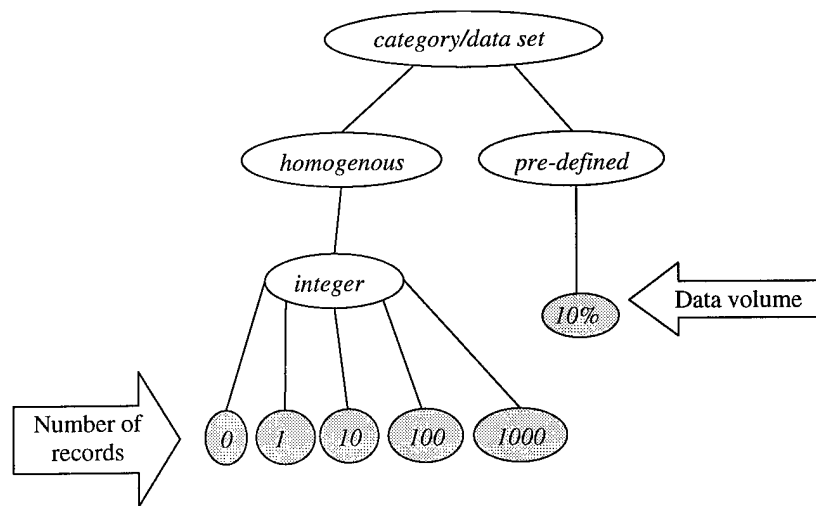 category/data set
homogenous
pre-defined
integer
10%
Data volume
Number of
records
0
1
10
100
1000